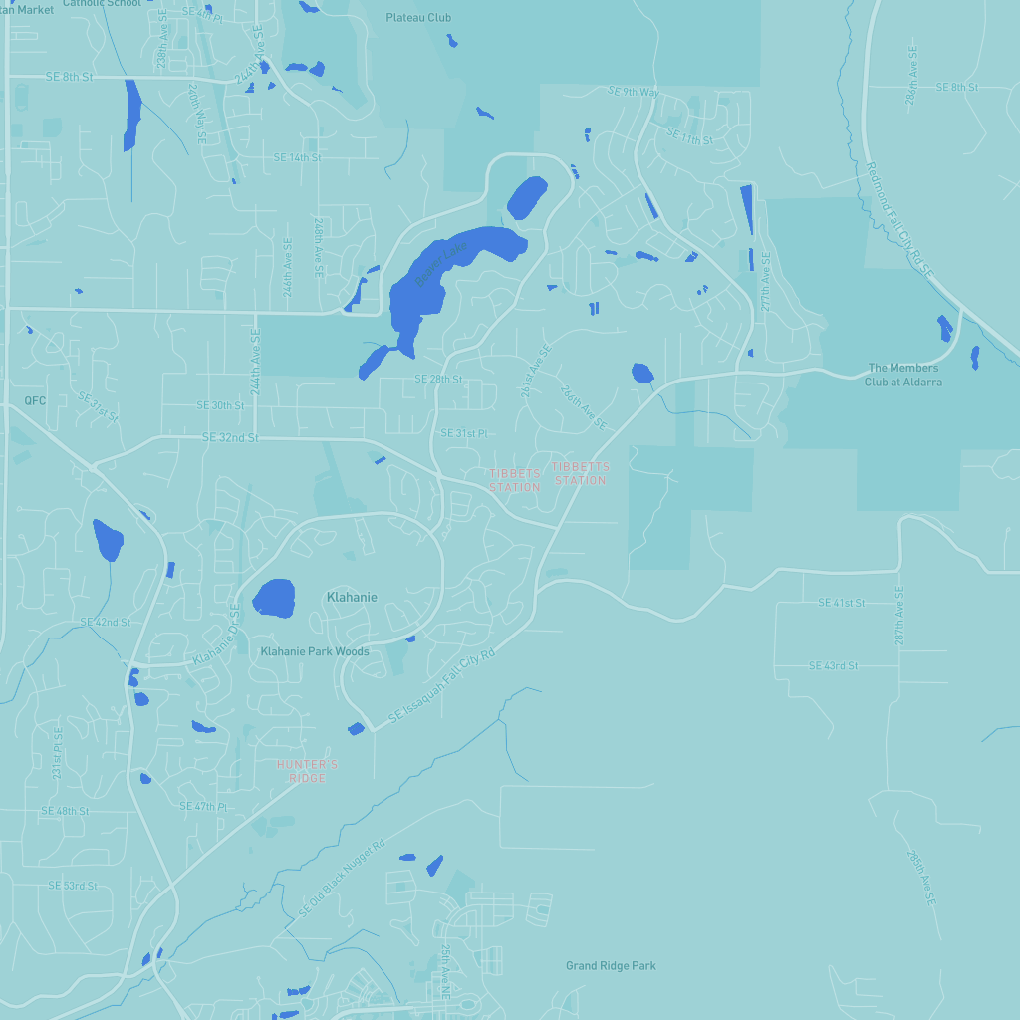 Catholic School
tan Market
SE 4th Pl
Plateau Club
238th Ave SE
244th Ave SE
SE 8th St
240th Way SE
SE 9th Way
286th Ave SE
SE 8th St
SE 11th St
SE 14th St
Redmond Fall City Rd SE
248th Ave SE
246th Ave SE
Beaver Lake
277th Ave SE
244th Ave SE
261st Ave SE
The Members
Club at Aldarra
SE 28th St
266th Ave SE
QFC
SE 31st St
SE 30th St
SE 32nd St
SE 31st Pl
TIBBETS
STATION
TIBBETTS
STATION
Klahanie
SE 41st St
287th Ave SE
SE 42nd St
Klahanie Dr SE
Klahanie Park Woods
SE 43rd St
SE Issaquah Fall City Rd
231st Pl SE
HUNTER'S
RIDGE
SE 47th Pl
SE 48th St
SE Old Black Nugget Rd
285th Ave SE
SE 53rd St
25th Ave NE
Grand Ridge Park